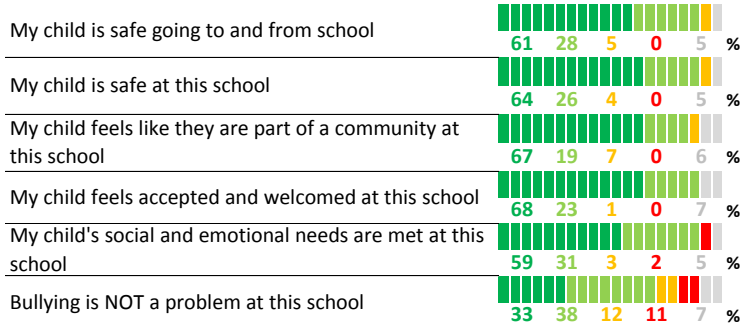 My child is safe going to and from school
61 28 5 0 5 %
My child is safe at this school
64 26 4 0 5 %
My child feels like they are part of a community at
this school
67 19 7 0 6 %
My child feels accepted and welcomed at this school
68 23 1 0 7 %
My child's social and emotional needs are met at this
school
59 31 3 2 5 %
Bullying is NOT a problem at this school
33 38 12 11 7 %